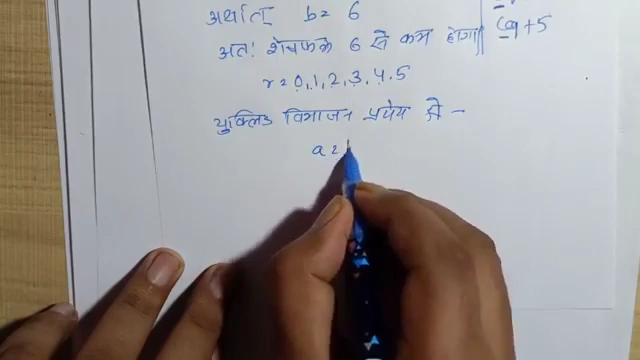 अर्थात् b = 6
अतः शेषफल 6 से कम होगा
r = 0, 1, 2, 3, 4, 5
युक्लिड विभाजन प्रमेय से -
a =
6q + 5